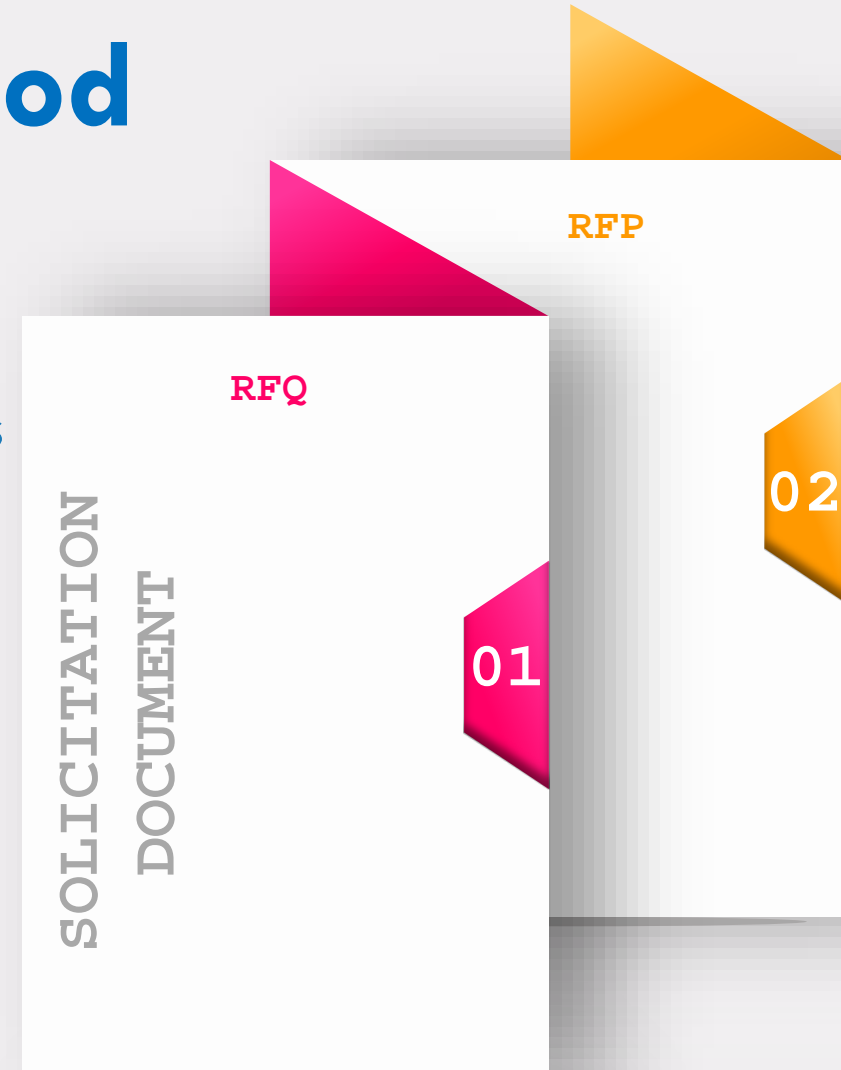 od
RFP
RFQ
s
02
SOLICITATION
DOCUMENT
01